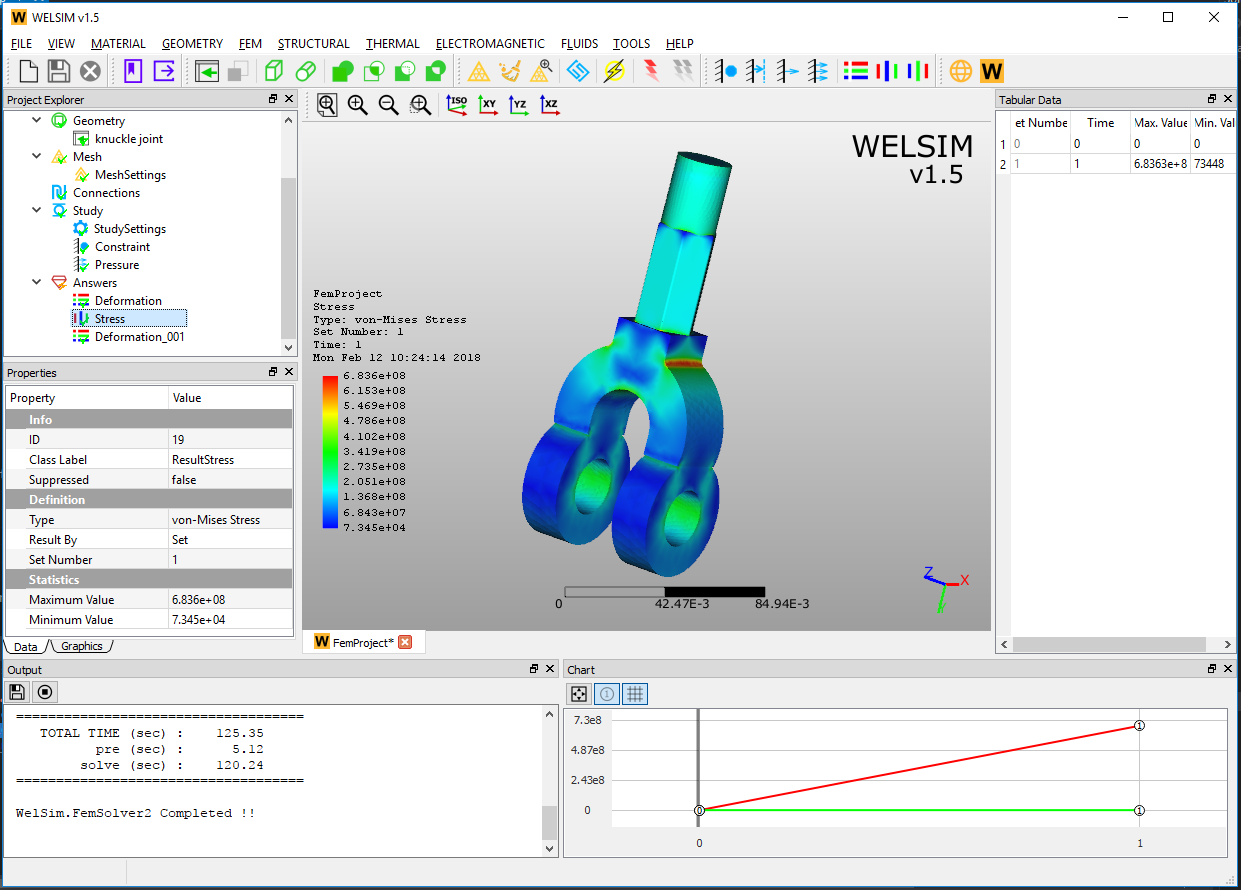 WELSIM v1.5
FILE VIEW MATERIAL GEOMETRY FEM STRUCTURAL THERMAL ELECTROMAGNETIC FLUIDS TOOLS HELP
W
Project Explorer
Geometry
knuckle joint
Mesh
MeshSettings
Connections
Study
StudySettings
Constraint
Pressure
Answers
Deformation
Stress
Deformation_001
Properties
Property Value
Info
ID 19
Class Label ResultStress
Suppressed false
Definition
Type von-Mises Stress
Result By Set
Set Number 1
Statistics
Maximum Value 6.836e+08
Minimum Value 7.345e+04
Data Graphics
ISO XY YZ XZ
WELSIM
v1.5
FemProject
Stress
Type: von-Mises Stress
Set Number: 1
Time: 1
Mon Feb 12 10:24:14 2018
6.836e+08
6.153e+08
5.469e+08
4.786e+08
4.102e+08
3.419e+08
2.735e+08
2.051e+08
1.368e+08
6.843e+07
7.345e+04
0 42.47E-3 84.94E-3
Z X
W FemProject*
Tabular Data
et Numbe Time Max. Value Min. Val
1 0 0 0 0
2 1 1 6.8363e+8 73448
Output
====================================
TOTAL TIME (sec) : 125.35
pre (sec) : 5.12
solve (sec) : 120.24
====================================
WelSim.FemSolver2 Completed !!
Chart
1
7.3e8
4.87e8
2.43e8
0
0 1
1
1
0 1